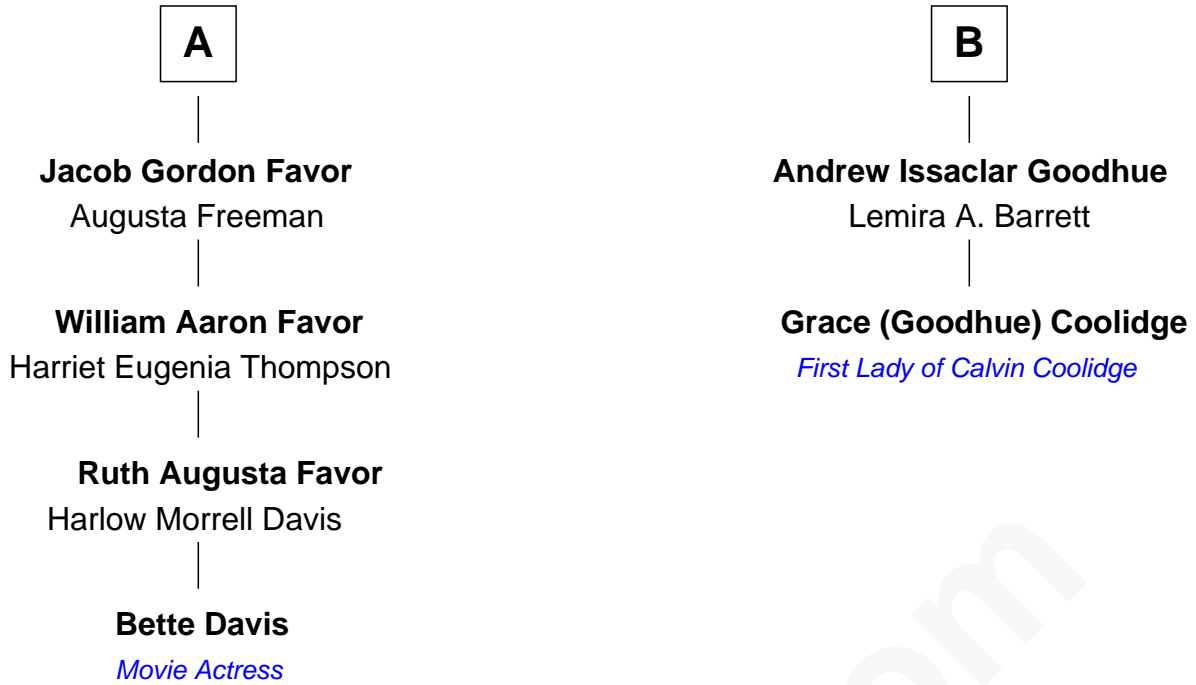 A
Jacob Gordon Favor
Augusta Freeman
William Aaron Favor
Harriet Eugenia Thompson
Ruth Augusta Favor
Harlow Morrell Davis
Bette Davis
Movie Actress
B
Andrew Issaclar Goodhue
Lemira A. Barrett
Grace (Goodhue) Coolidge
First Lady of Calvin Coolidge
om